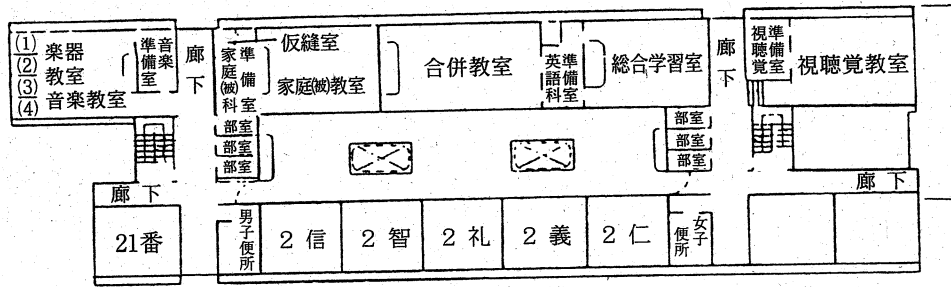 (1) 楽器
(2) 教室
(3) 音楽教室
(4)
音楽
準備室
廊下
家庭(被)科
準備室
仮縫室
家庭(被)教室
合併教室
英語科
準備室
総合学習室
廊下
視聴覚
準備室
視聴覚教室
部室
部室
部室
部室
部室
部室
廊下
廊下
21番
男子便所
2信
2智
2礼
2義
2仁
女子
便所